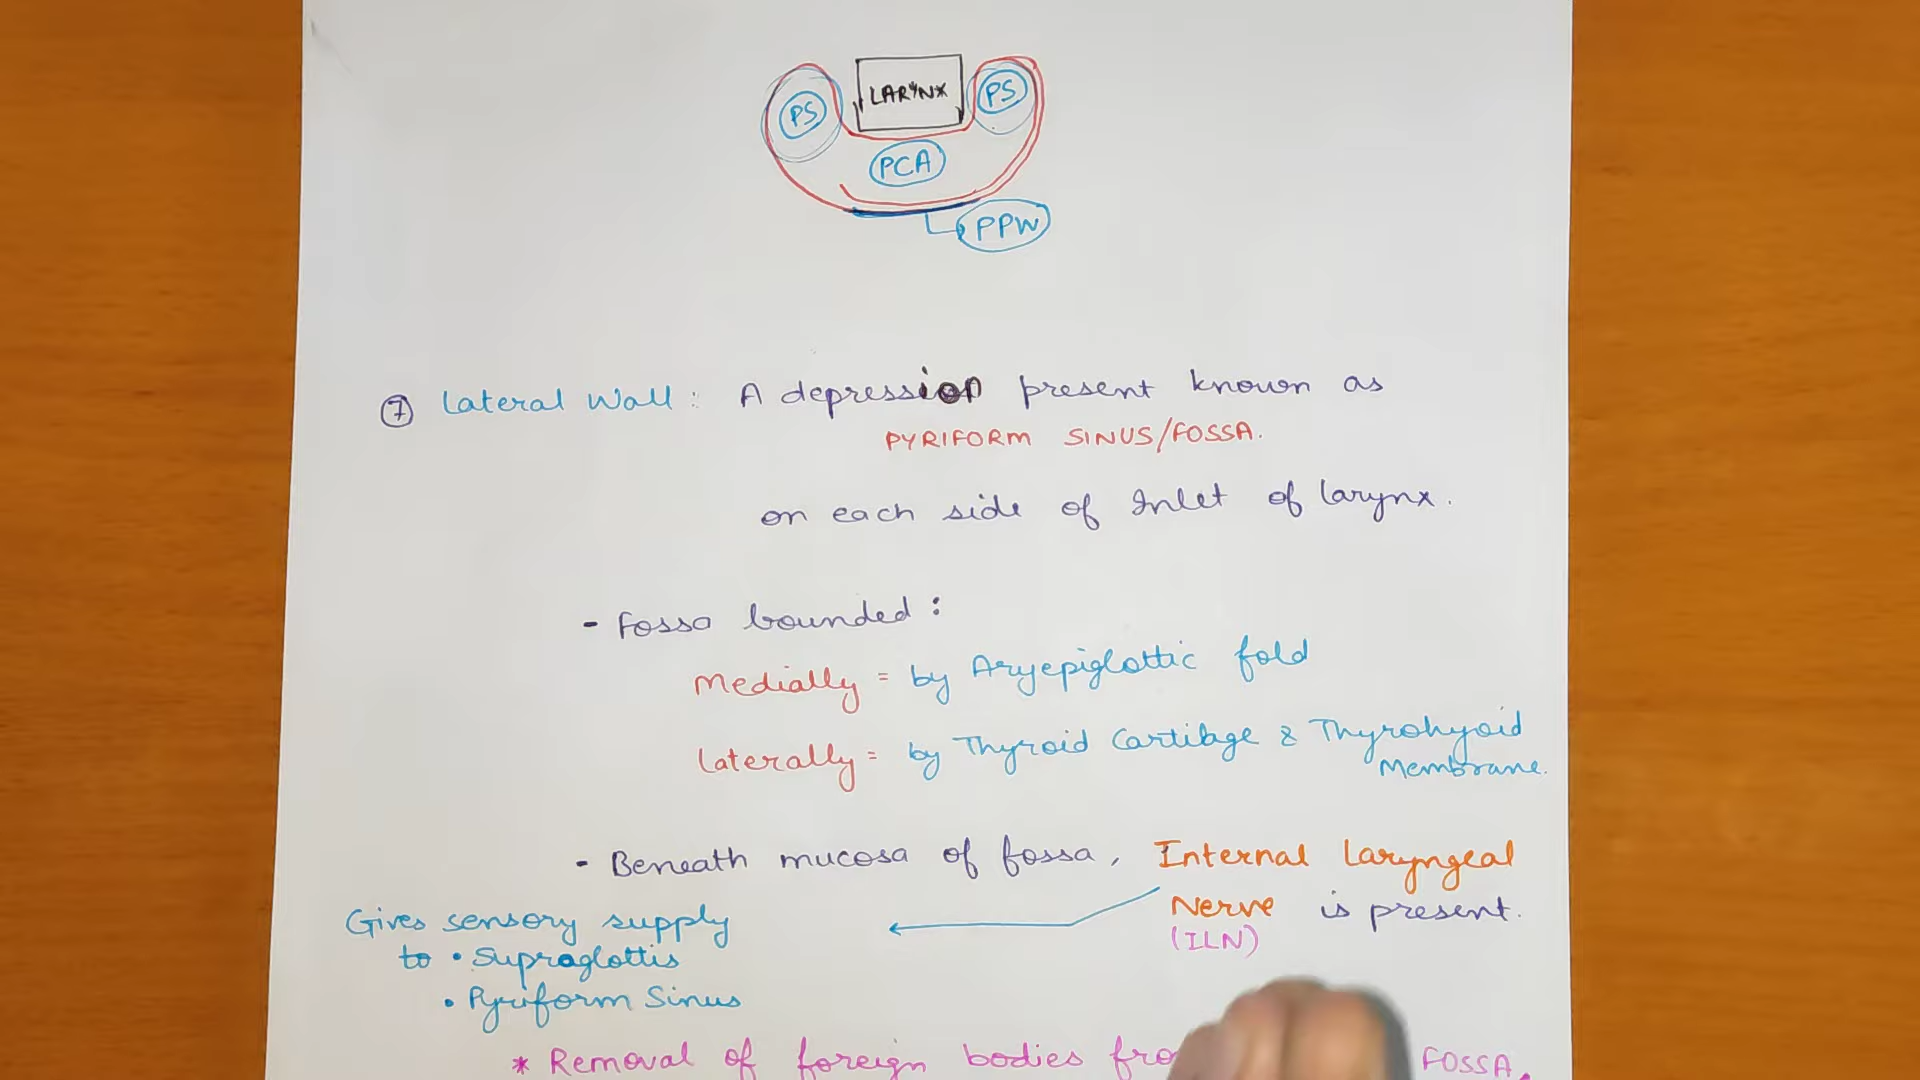 LARYNX
PS
PS
PCA
PPW
7 Lateral Wall: A depression present known as
PYRIFORM SINUS/FOSSA.
on each side of Inlet of larynx.
- Fossa bounded:
Medially = by Aryepiglottic fold
Laterally = by Thyroid Cartilage & Thyrohyoid
Membrane.
- Beneath mucosa of fossa, Internal Laryngeal
Nerve is present.
(ILN)
Gives sensory supply
to • Supraglottis
• Pyriform Sinus
* Removal of foreign bodies FOSSA.